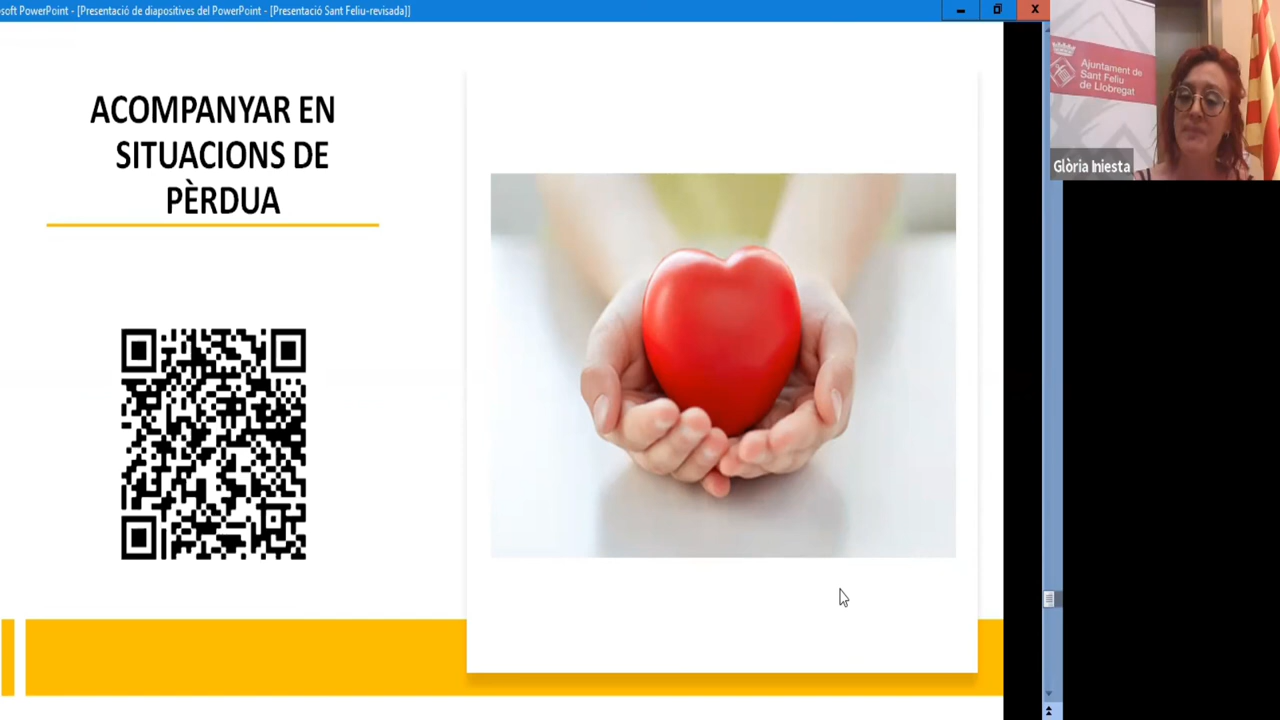 soft PowerPoint - [Presentació de diapositives del PowerPoint - [Presentació Sant Feliu-revisada]]
ACOMPANYAR EN
SITUACIONS DE
PÈRDUA
Ajuntament de
Sant Feliu
de Llobregat
Glòria Iniesta